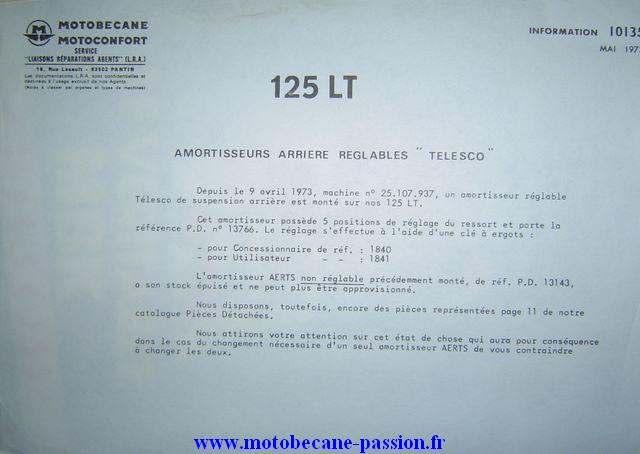 MOTOBECANE
MOTOCONFORT
SERVICE
"LIAISONS RÉPARATIONS AGENTS" (L.R.A.)
16, Rue Lesault - 93502 PANTIN
Les documentations L.R.A. sont confidentielles et
destinées à l'usage exclusif de nos Agents.
(Notes à classer par organes et types de machines)
INFORMATION 10135
MAI 197
125 LT
AMORTISSEURS ARRIERE REGLABLES " TELESCO "
Depuis le 9 avril 1973, machine n° 25.107.937, un amortisseur réglable
Télesco de suspension arrière est monté sur nos 125 LT.
Cet amortisseur possède 5 positions de réglage du ressort et porte la
référence P.D. n° 13766. Le réglage s'effectue à l'aide d'une clé à ergots :
- pour Concessionnaire de réf. : 1840
- pour Utilisateur - - : 1841
L'amortisseur AERTS non réglable précédemment monté, de réf. P.D. 13143,
a son stock épuisé et ne peut plus être approvisionné.
Nous disposons, toutefois, encore des pièces représentées page 11 de notre
catalogue Pièces Détachées.
Nous attirons votre attention sur cet état de chose qui aura pour conséquence
dans le cas du changement nécessaire d'un seul amortisseur AERTS de vous contraindre
à changer les deux.
www.motobecane-passion.fr